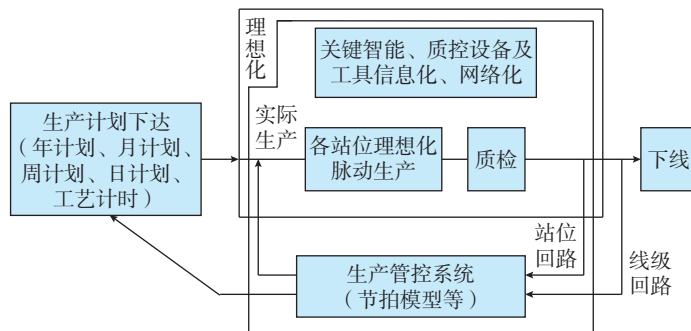 理想化
关键智能、质控设备及
工具信息化、网络化
生产计划下达
（年计划、月计划、
周计划、日计划、
工艺计时）
实际
生产
各站位理想化
脉动生产
质检
下线
站位
回路
线级
回路
生产管控系统
（节拍模型等）